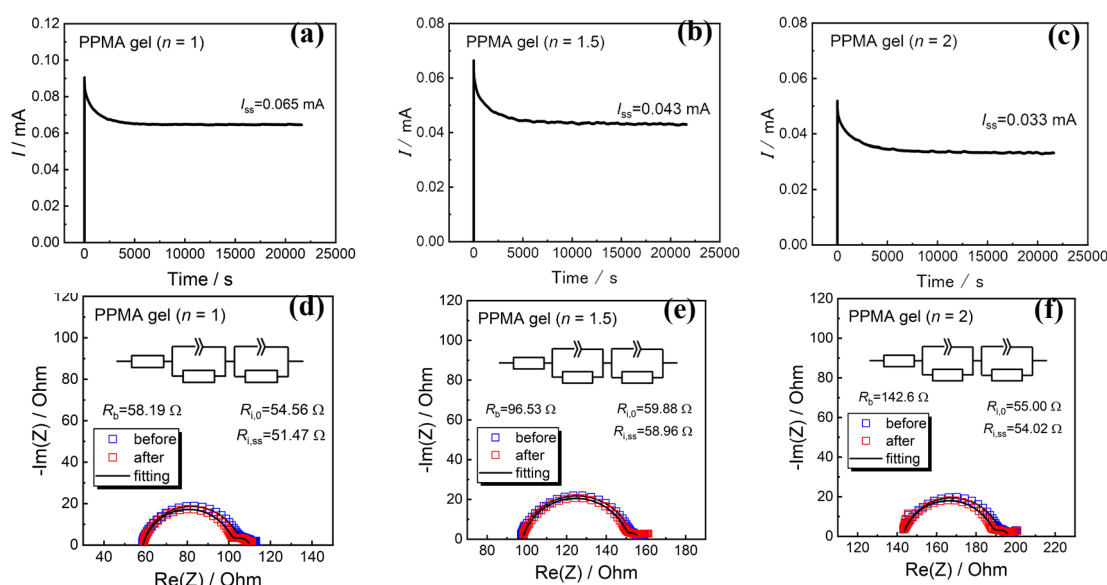 (a)
PPMA gel (n = 1)
Iss=0.065 mA
I / mA
0.12
0.10
0.08
0.06
0.04
0.02
0.00
0 5000 10000 15000 20000 25000
Time / s
(b)
PPMA gel (n = 1.5)
Iss=0.043 mA
I / mA
0.08
0.06
0.04
0.02
0.00
0 5000 10000 15000 20000 25000
Time / s
(c)
PPMA gel (n = 2)
Iss=0.033 mA
I / mA
0.08
0.06
0.04
0.02
0.00
0 5000 10000 15000 20000 25000
Time / s
(d)
PPMA gel (n = 1)
Rb=58.19 Ω
Ri,0=54.56 Ω
Ri,ss=51.47 Ω
before
after
fitting
-Im(Z) / Ohm
120
100
80
60
40
20
0
40 60 80 100 120 140
Re(Z) / Ohm
(e)
PPMA gel (n = 1.5)
Rb=96.53 Ω
Ri,0=59.88 Ω
Ri,ss=58.96 Ω
before
after
fitting
-Im(Z) / Ohm
120
100
80
60
40
20
0
80 100 120 140 160 180
Re(Z) / Ohm
(f)
PPMA gel (n = 2)
Rb=142.6 Ω
Ri,0=55.00 Ω
Ri,ss=54.02 Ω
before
after
fitting
-Im(Z) / Ohm
120
100
80
60
40
20
0
120 140 160 180 200 220
Re(Z) / Ohm